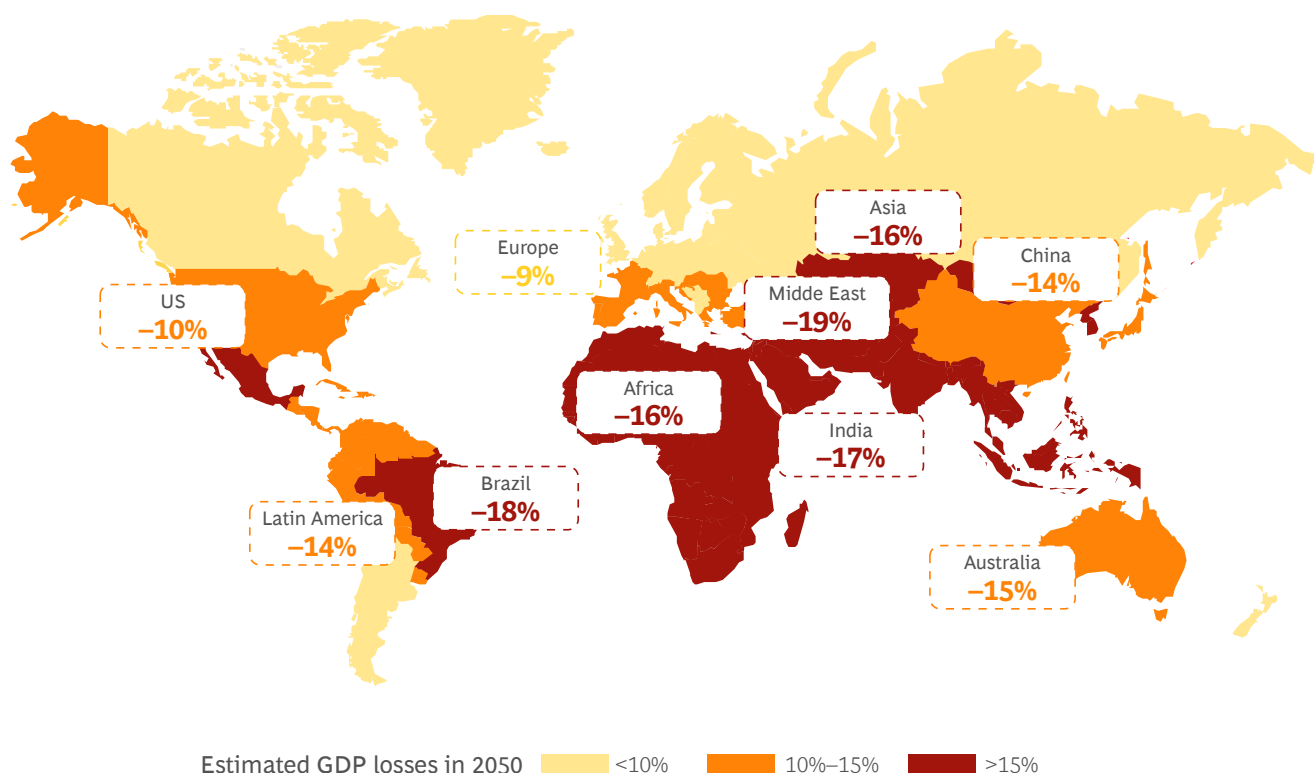 Asia
–16%
Europe
–9%
China
–14%
US
–10%
Midde East
–19%
Africa
–16%
India
–17%
Brazil
–18%
Latin America
–14%
Australia
–15%
Estimated GDP losses in 2050 <10% 10%–15% >15%